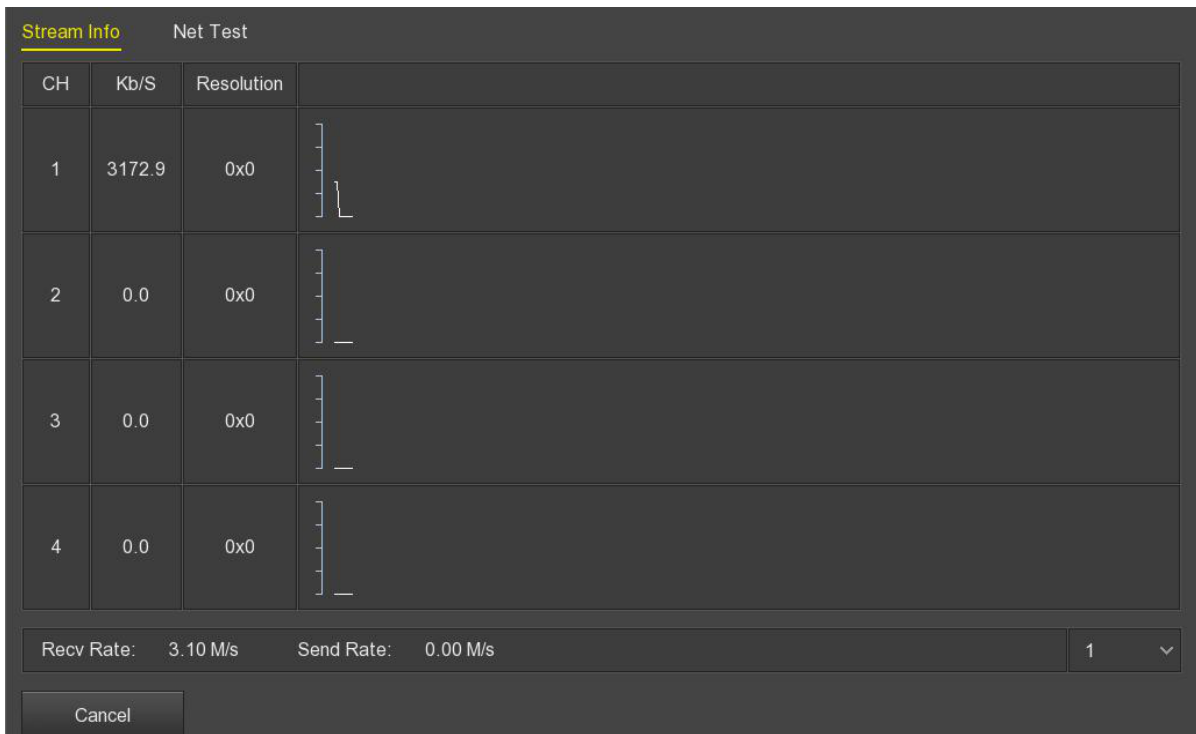 Stream Info Net Test
CH Kb/S Resolution
1 3172.9 0x0
2 0.0 0x0
3 0.0 0x0
4 0.0 0x0
Recv Rate: 3.10 M/s Send Rate: 0.00 M/s 1
Cancel